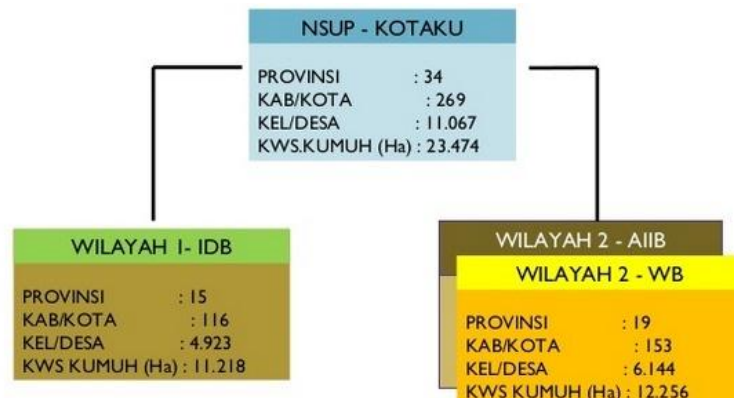 NSUP - KOTAKU
PROVINSI : 34
KAB/KOTA : 269
KEL/DESA : 11.067
KWS.KUMUH (Ha) : 23.474
WILAYAH 1- IDB
PROVINSI : 15
KAB/KOTA : 116
KEL/DESA : 4.923
KWS KUMUH (Ha) : 11.218
WILAYAH 2 - AIIB
WILAYAH 2 - WB
PROVINSI : 19
KAB/KOTA : 153
KEL/DESA : 6.144
KWS KUMUH (Ha) : 12.256